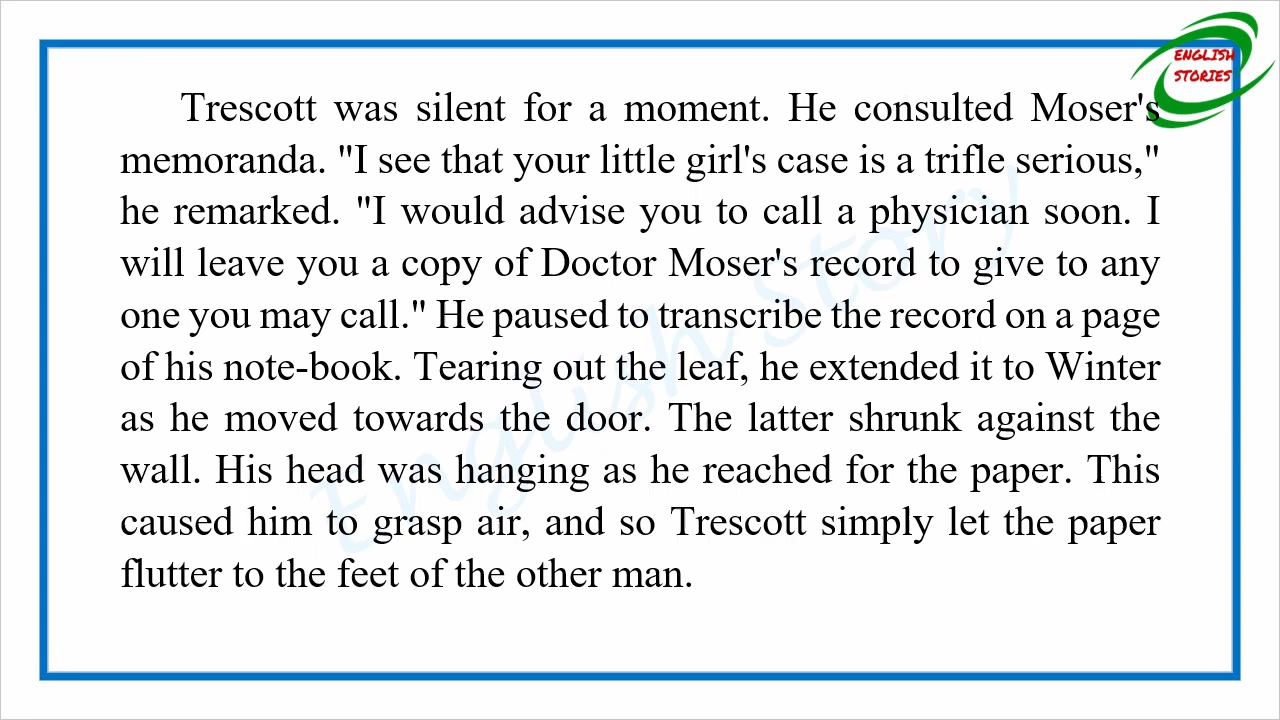 ENGLISH
STORIES
Trescott was silent for a moment. He consulted Moser's
memoranda. "I see that your little girl's case is a trifle serious,"
he remarked. "I would advise you to call a physician soon. I
will leave you a copy of Doctor Moser's record to give to any
one you may call." He paused to transcribe the record on a page
of his note-book. Tearing out the leaf, he extended it to Winter
as he moved towards the door. The latter shrunk against the
wall. His head was hanging as he reached for the paper. This
caused him to grasp air, and so Trescott simply let the paper
flutter to the feet of the other man.
English Story